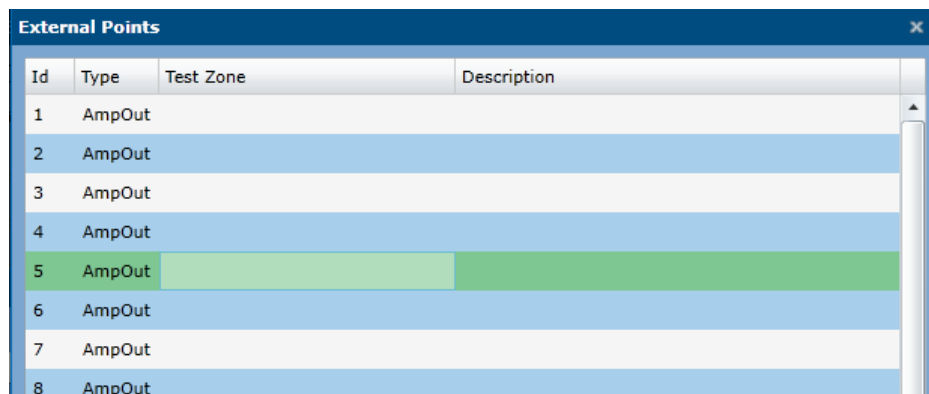 External Points
Id Type Test Zone Description
1 AmpOut
2 AmpOut
3 AmpOut
4 AmpOut
5 AmpOut
6 AmpOut
7 AmpOut
8 AmpOut